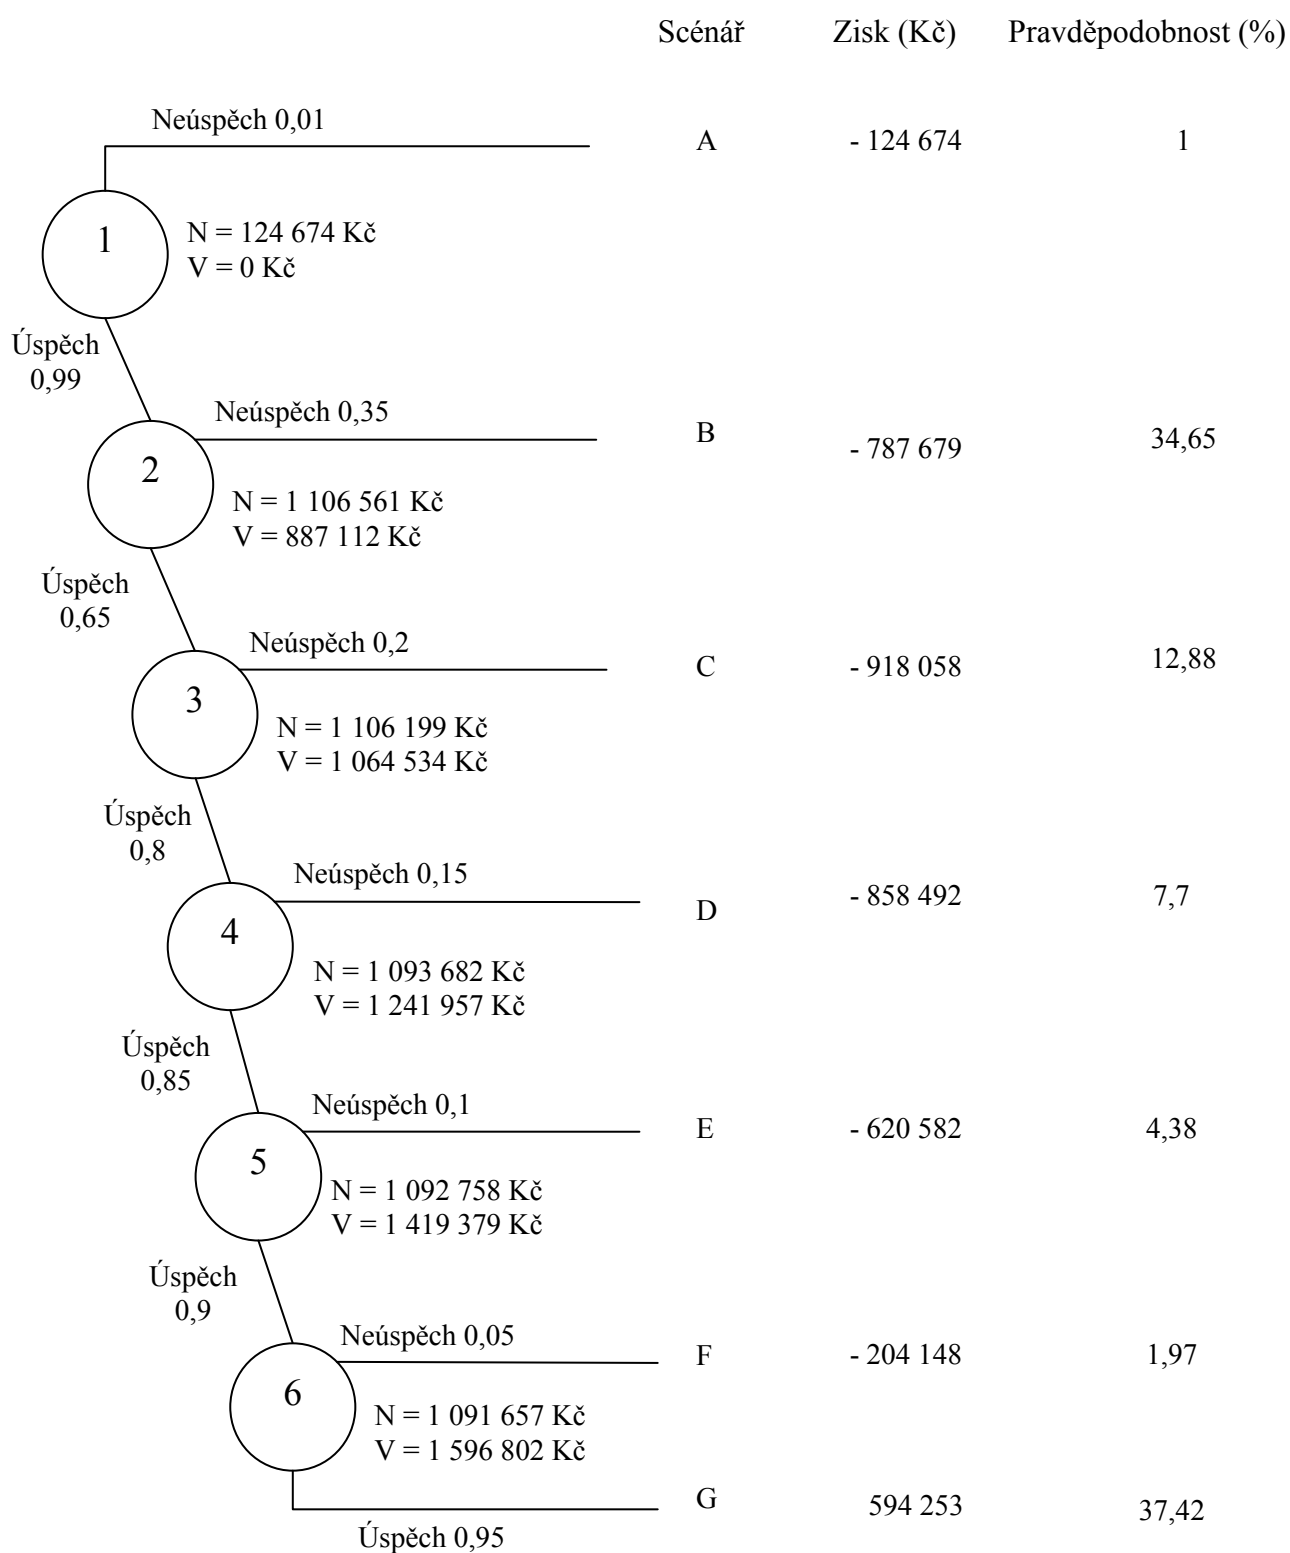 Scénář Zisk (Kč) Pravděpodobnost (%)
Neúspěch 0,01
A - 124 674 1
1
N = 124 674 Kč
V = 0 Kč
Úspěch
0,99
Neúspěch 0,35
B - 787 679 34,65
2
N = 1 106 561 Kč
V = 887 112 Kč
Úspěch
0,65
Neúspěch 0,2
C - 918 058 12,88
3
N = 1 106 199 Kč
V = 1 064 534 Kč
Úspěch
0,8
Neúspěch 0,15
D - 858 492 7,7
4
N = 1 093 682 Kč
V = 1 241 957 Kč
Úspěch
0,85
Neúspěch 0,1
E - 620 582 4,38
5
N = 1 092 758 Kč
V = 1 419 379 Kč
Úspěch
0,9
Neúspěch 0,05
F - 204 148 1,97
6
N = 1 091 657 Kč
V = 1 596 802 Kč
G 594 253 37,42
Úspěch 0,95